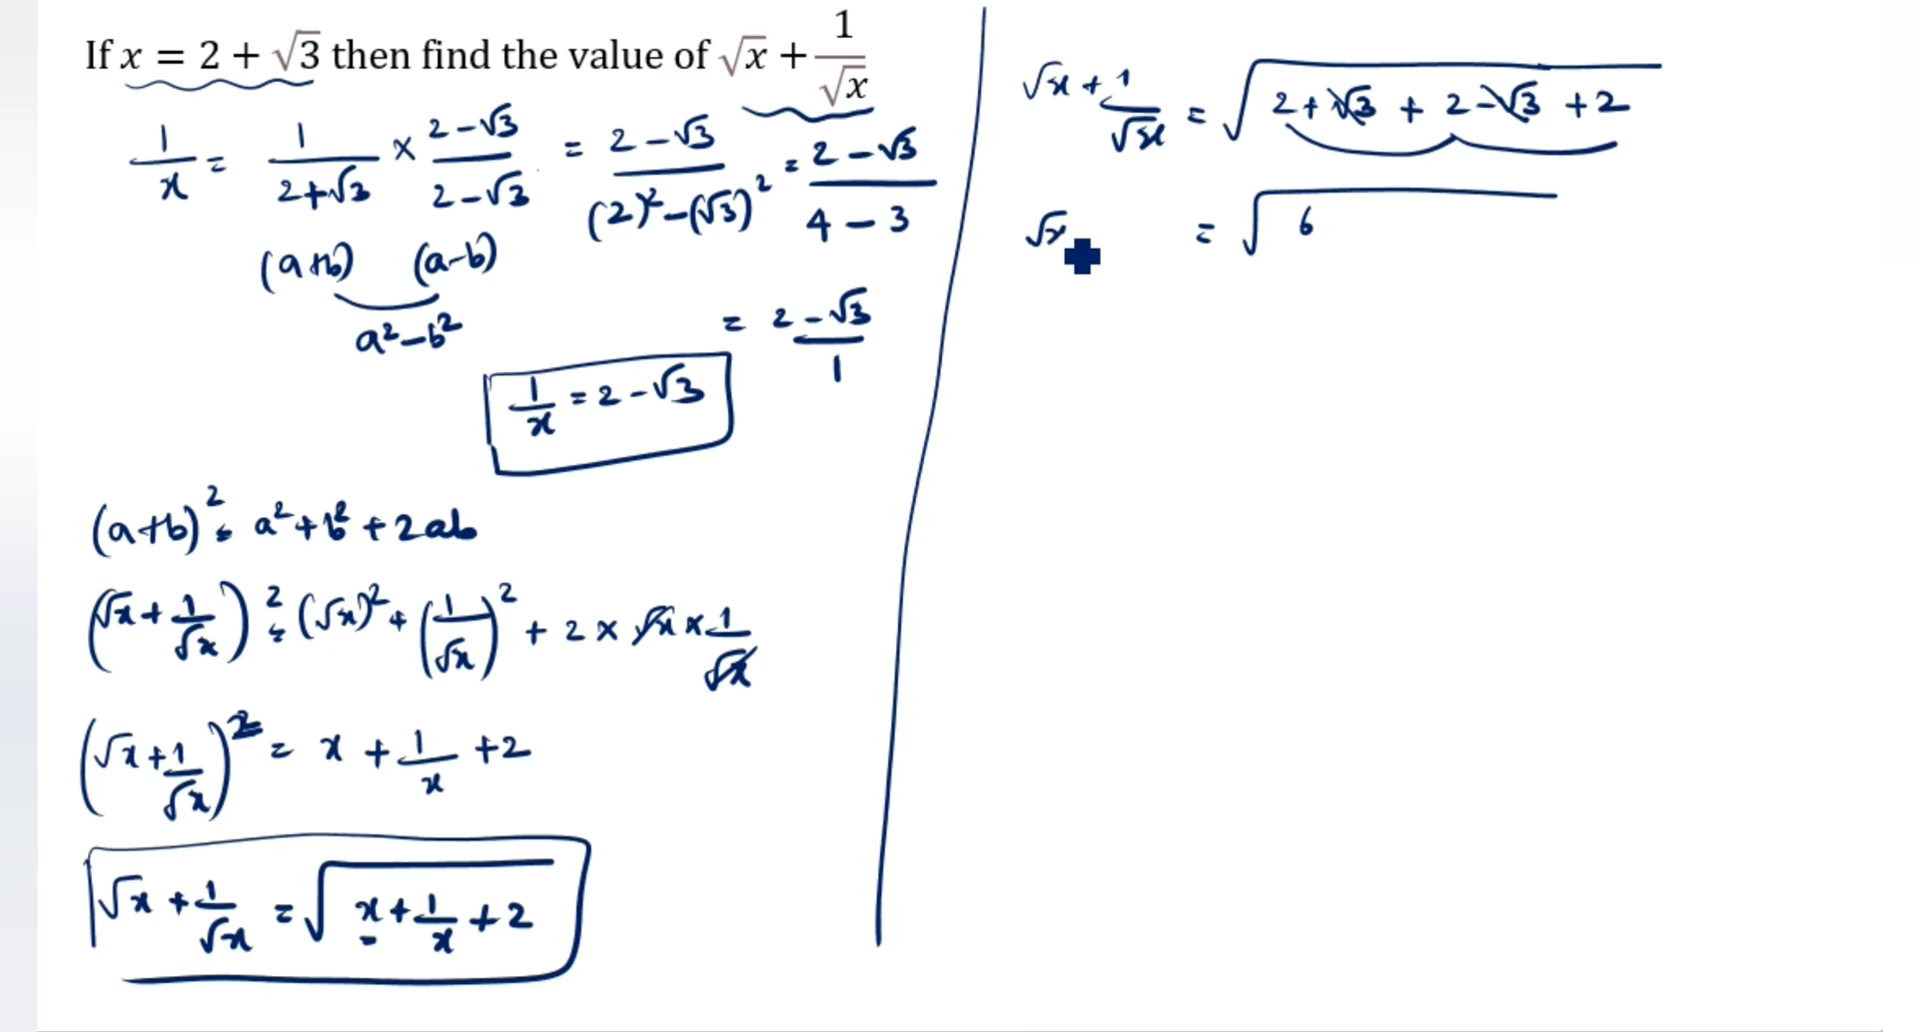 If x = 2 + √3 then find the value of √x + 1/√x
1/x = 1/(2+√3) × (2-√3)/(2-√3) = (2-√3)/((2)²-(√3)²) = (2-√3)/(4-3)
(a+b) (a-b)
a²-b²
= (2-√3)/1
1/x = 2-√3
(a+b)² = a²+b²+2ab
(√x + 1/√x)² = (√x)² + (1/√x)² + 2 × √x × 1/√x
(√x + 1/√x)² = x + 1/x + 2
√x + 1/√x = √(x + 1/x + 2)
√x + 1/√x = √(2+√3 + 2-√3 + 2)
√x = √6